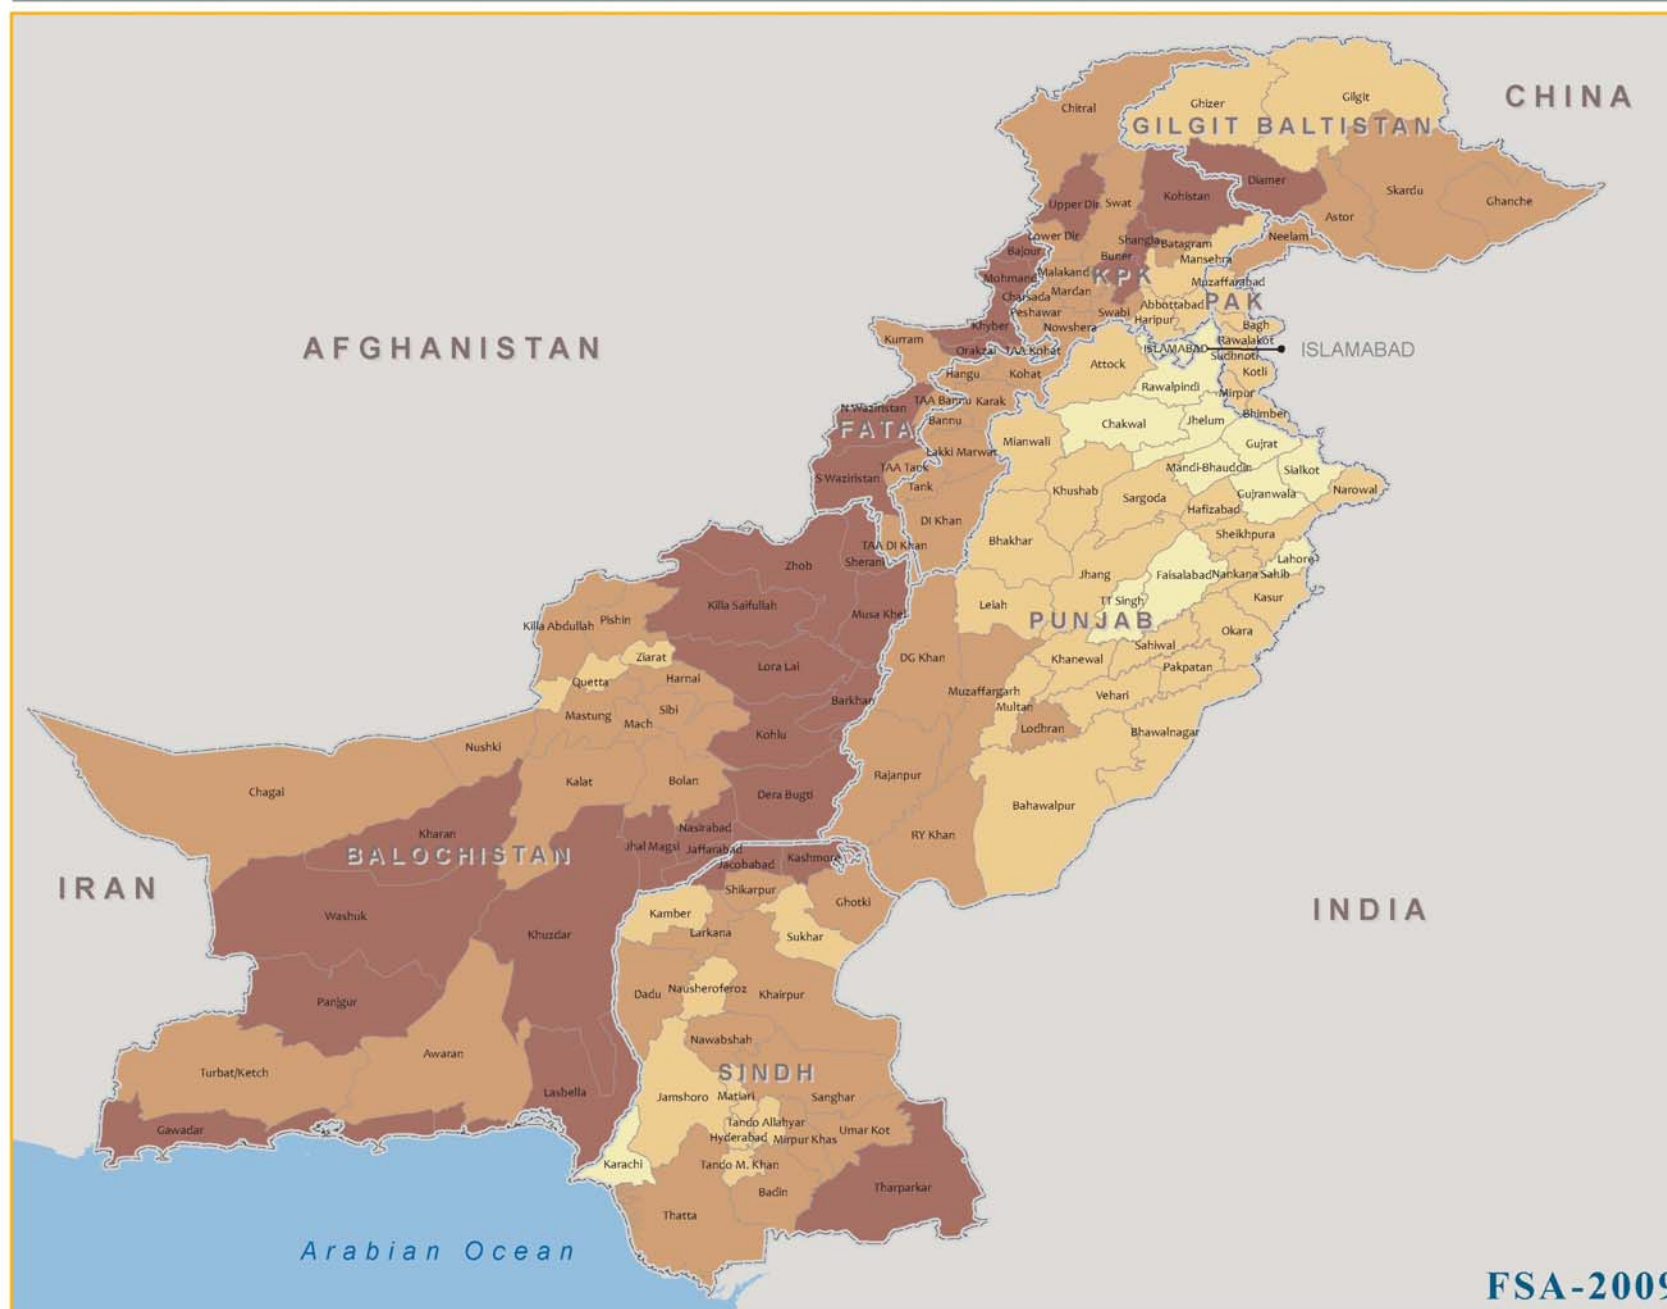 CHINA
Gilgit
Ghizer
Chitral
GILGIT BALTISTAN
Diamer
Skardu
Kohistan
Ghanche
Upper Dir
Swat
Astor
Lower Dir
Shangla
Batagram
Neelam
Bajour
Buner
Mansehra
Mohmand
Malakand
KPK
Muzaffarabad
Mardan
Charsada
Abbottabad
PAK
Peshawar
Swabi
Haripur
Khyber
Nowshera
Bagh
Kurram
Rawalakot
AFGHANISTAN
Orakzai
TAA Kohat
ISLAMABAD
ISLAMABAD
Sudhnoti
Hangu
Kohat
Attock
Kotli
Rawalpindi
Mirpur
N Waziristan
TAA Bannu
Karak
Bhimber
FATA
Bannu
Chakwal
Jhelum
Mianwali
Gujrat
Lakki Marwat
TAA Tank
Mandi-Bhauddin
Sialkot
S Waziristan
Tank
Khushab
Sargoda
Gujranwala
Narowal
Hafizabad
DI Khan
Sheikhpura
TAA DI Khan
Bhakhar
Sherani
Lahore
Zhob
Jhang
Faisalabad
Nankana Sahib
Killa Saifullah
Musa Khel
Leiah
TT Singh
Kasur
Killa Abdullah
Pishin
PUNJAB
Okara
Ziarat
Sahiwal
DG Khan
Khanewal
Lora Lai
Pakpatan
Quetta
Harnai
Muzaffargarh
Vehari
Barkhan
Multan
Mastung
Mach
Sibi
Lodhran
Bhawalnagar
Kohlu
Nushki
Kalat
Bolan
Rajanpur
Chagai
Dera Bugti
Bahawalpur
Kharan
Nasirabad
RY Khan
BALOCHISTAN
Jhal Magsi
Jaffarabad
Jacobabad
Kashmore
IRAN
Shikarpur
Ghotki
INDIA
Washuk
Kamber
Khuzdar
Larkana
Sukhar
Panjgur
Dadu
Nausheroferoz
Khairpur
Nawabshah
Awaran
Turbat/Ketch
SINDH
Lasbella
Jamshoro
Matiari
Sanghar
Tando Allahyar
Gawadar
Hyderabad
Mirpur Khas
Umar Kot
Karachi
Tando M. Khan
Badin
Tharparkar
Thatta
Arabian Ocean
FSA-2009